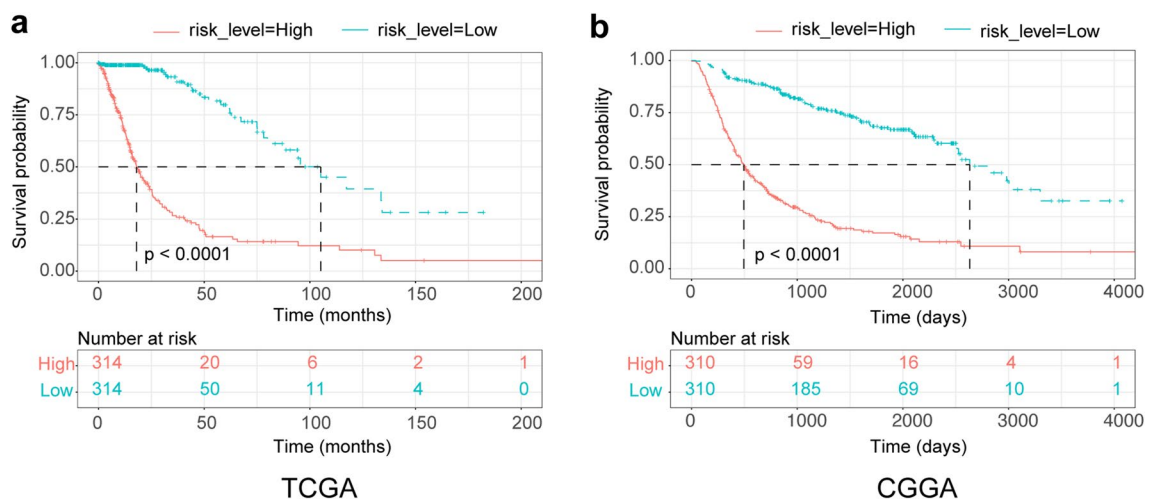 a
risk_level=High risk_level=Low
Survival probability
1.00
0.75
0.50
0.25
0.00
p < 0.0001
0 50 100 150 200
Time (months)
Number at risk
High 314 20 6 2 1
Low 314 50 11 4 0
0 50 100 150 200
Time (months)
TCGA
b
risk_level=High risk_level=Low
Survival probability
1.00
0.75
0.50
0.25
0.00
p < 0.0001
0 1000 2000 3000 4000
Time (days)
Number at risk
High 310 59 16 4 1
Low 310 185 69 10 1
0 1000 2000 3000 4000
Time (days)
CGGA